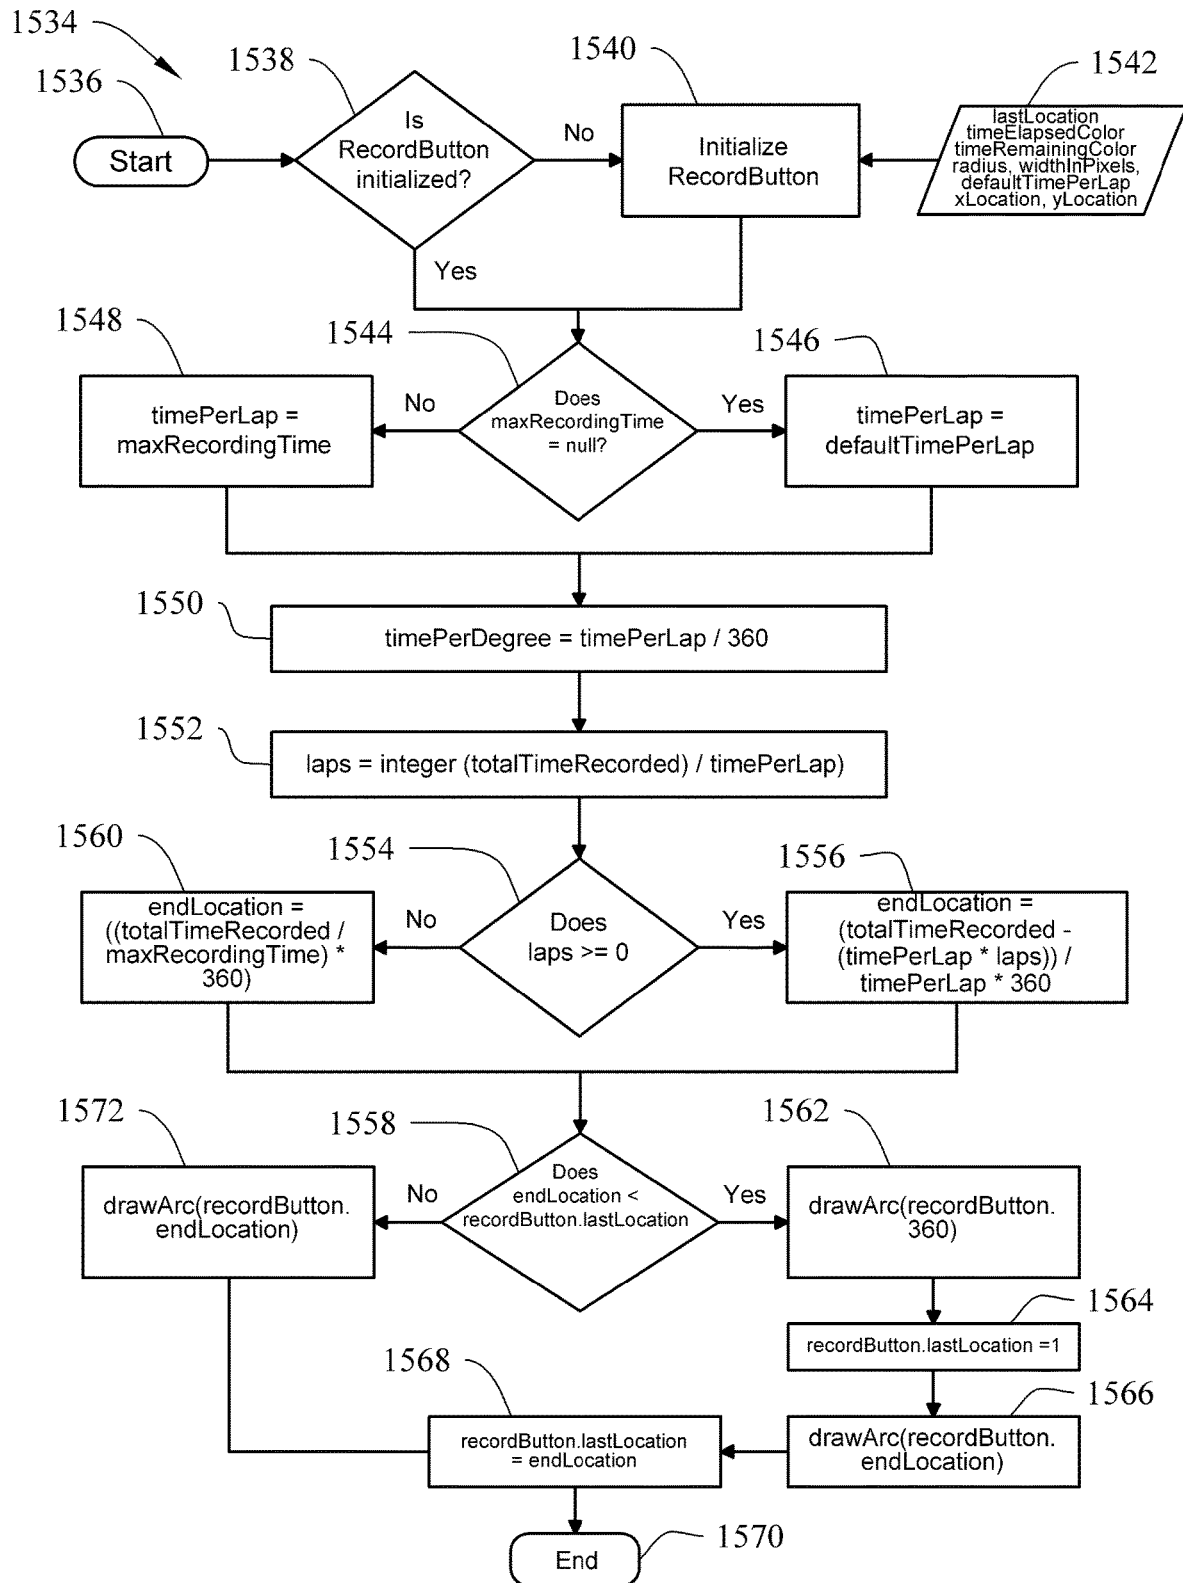 1534
1536
Start
1538
Is
RecordButton
initialized?
No
Yes
1540
Initialize
RecordButton
1542
lastLocation
timeElapsedColor
timeRemainingColor
radius, widthInPixels,
defaultTimePerLap
xLocation, yLocation
1548
timePerLap =
maxRecordingTime
1544
No
Does
maxRecordingTime
= null?
Yes
1546
timePerLap =
defaultTimePerLap
1550
timePerDegree = timePerLap / 360
1552
laps = integer (totalTimeRecorded) / timePerLap)
1560
endLocation =
((totalTimeRecorded /
maxRecordingTime) *
360)
1554
No
Does
laps >= 0
Yes
1556
endLocation =
(totalTimeRecorded -
(timePerLap * laps)) /
timePerLap * 360
1572
drawArc(recordButton.
endLocation)
1558
No
Does
endLocation <
recordButton.lastLocation
Yes
1562
drawArc(recordButton.
360)
1564
recordButton.lastLocation =1
1566
drawArc(recordButton.
endLocation)
1568
recordButton.lastLocation
= endLocation
1570
End